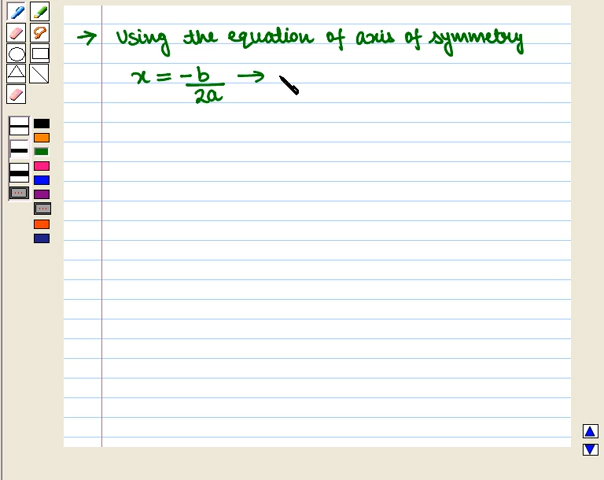 → Using the equation of axis of symmetry
x = -b/2a →